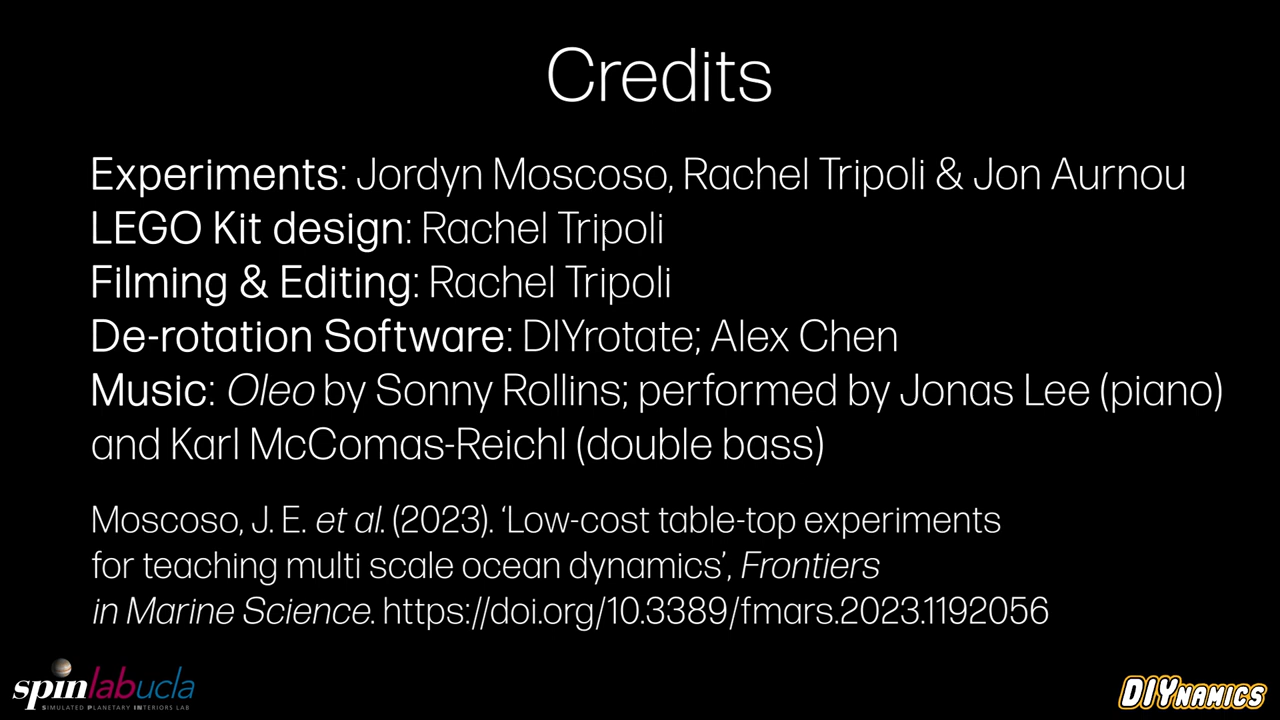 Credits
Experiments: Jordyn Moscoso, Rachel Tripoli & Jon Aurnou
LEGO Kit design: Rachel Tripoli
Filming & Editing: Rachel Tripoli
De-rotation Software: DIYrotate; Alex Chen
Music: Oleo by Sonny Rollins; performed by Jonas Lee (piano)
and Karl McComas-Reichl (double bass)
Moscoso, J. E. et al. (2023). ‘Low-cost table-top experiments
for teaching multi scale ocean dynamics’, Frontiers
in Marine Science. https://doi.org/10.3389/fmars.2023.1192056
spinlabucla
SIMULATED PLANETARY INTERIORS LAB
DIYNAMICS